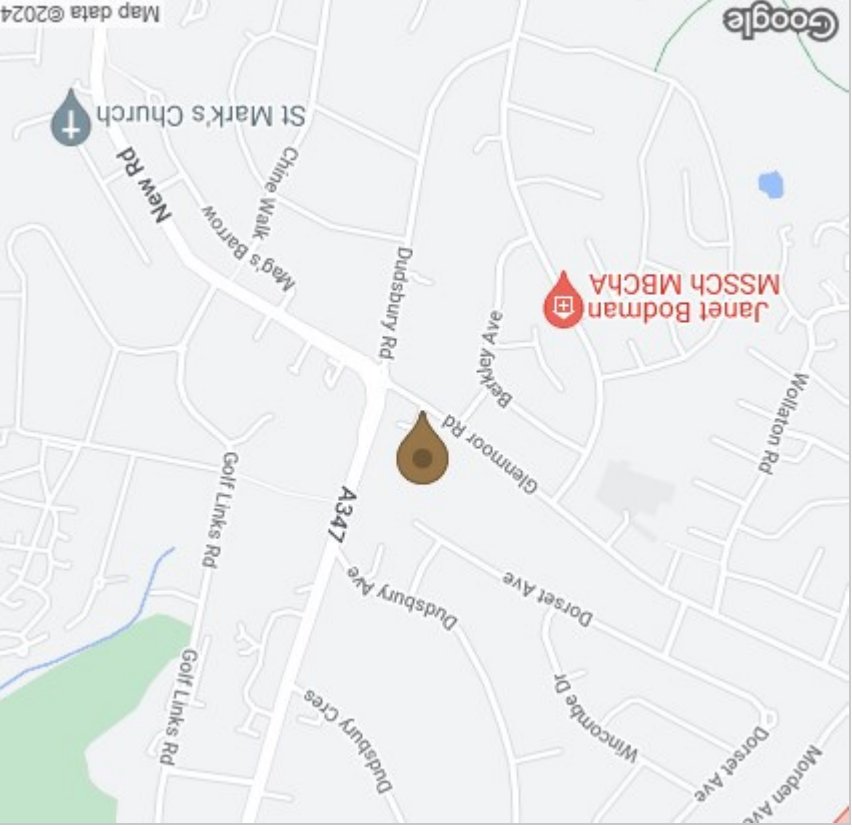 Morden Ave
Dorset Ave
Wincombe Dr
Dudsbury Cres
Golf Links Rd
Dorset Ave
Dudsbury Ave
A347
Golf Links Rd
Glenmoor Rd
Wollaton Rd
Berkley Ave
Dudsbury Rd
Janet Bodman
MSSCh MBChA
Mag's Barrow
Chine Walk
New Rd
St Mark's Church
Google
Map data ©2024